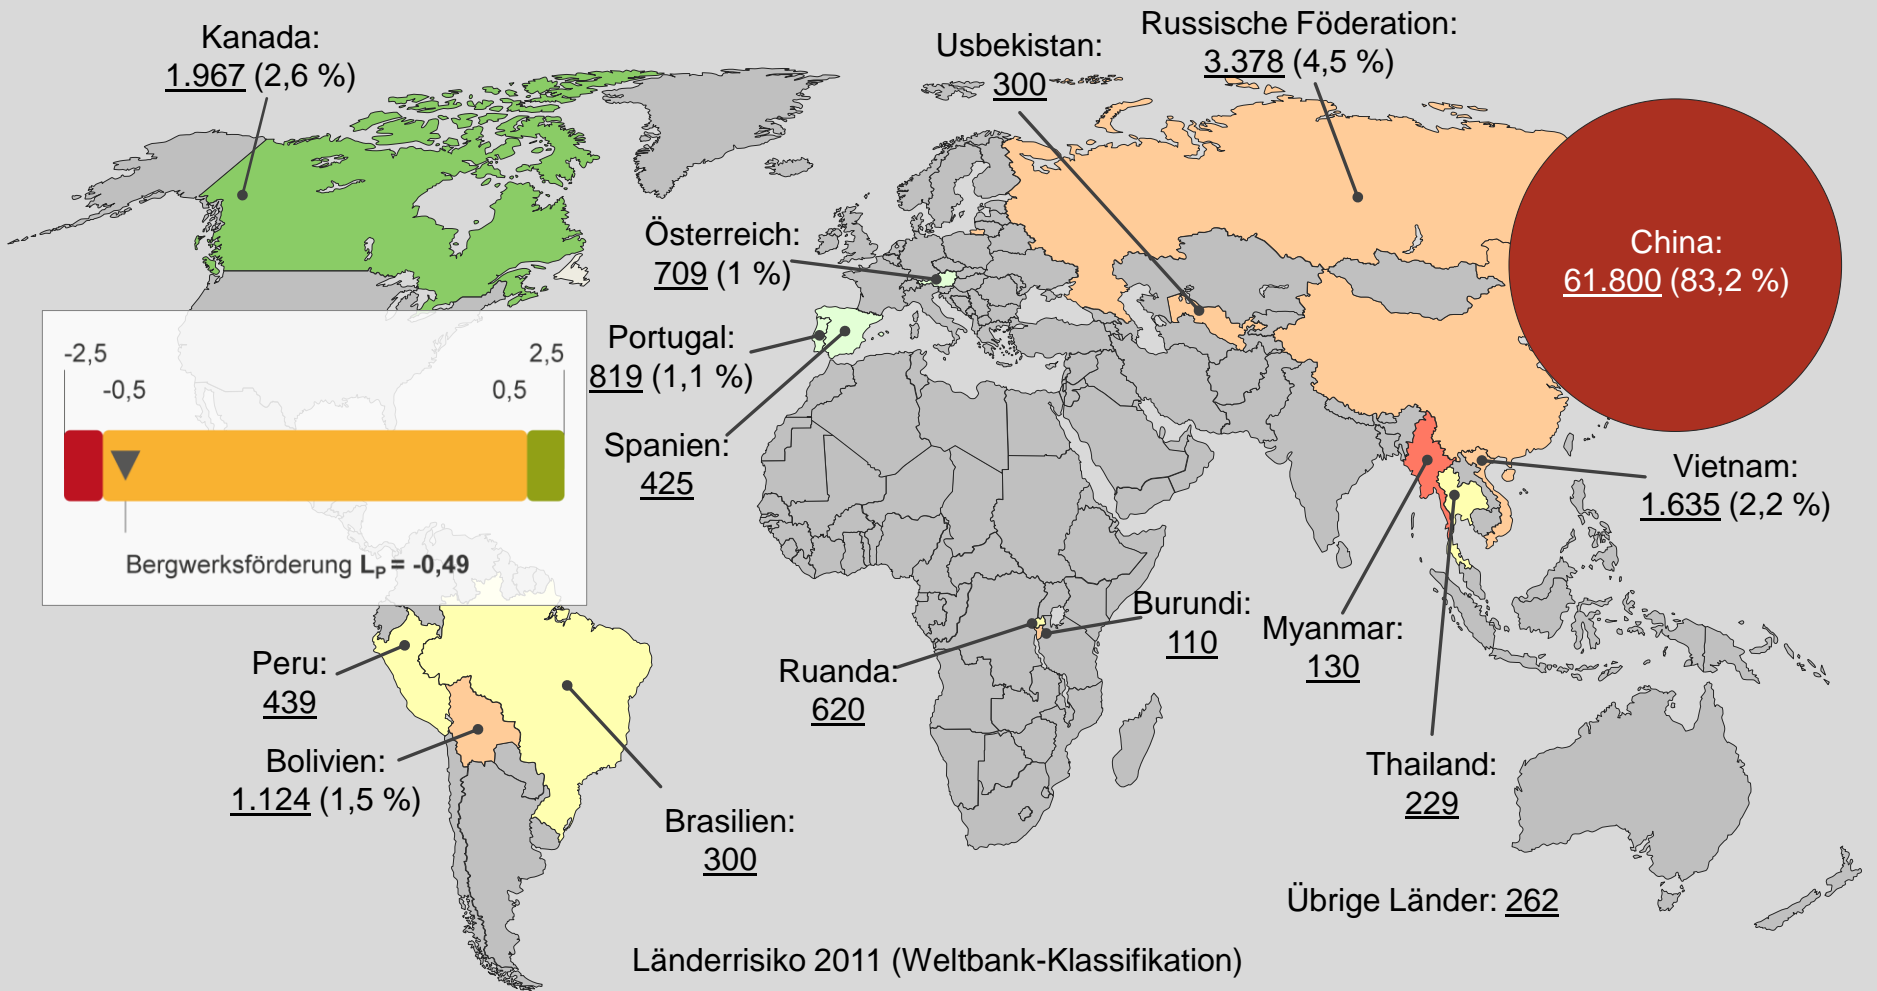 Kanada:
1.967 (2,6 %)
Usbekistan:
300
Russische Föderation:
3.378 (4,5 %)
China:
61.800 (83,2 %)
Österreich:
709 (1 %)
Portugal:
819 (1,1 %)
Spanien:
425
-2,5
2,5
-0,5
0,5
Bergwerksförderung LP = -0,49
Vietnam:
1.635 (2,2 %)
Burundi:
110
Myanmar:
130
Ruanda:
620
Peru:
439
Bolivien:
1.124 (1,5 %)
Brasilien:
300
Thailand:
229
Übrige Länder: 262
Länderrisiko 2011 (Weltbank-Klassifikation)